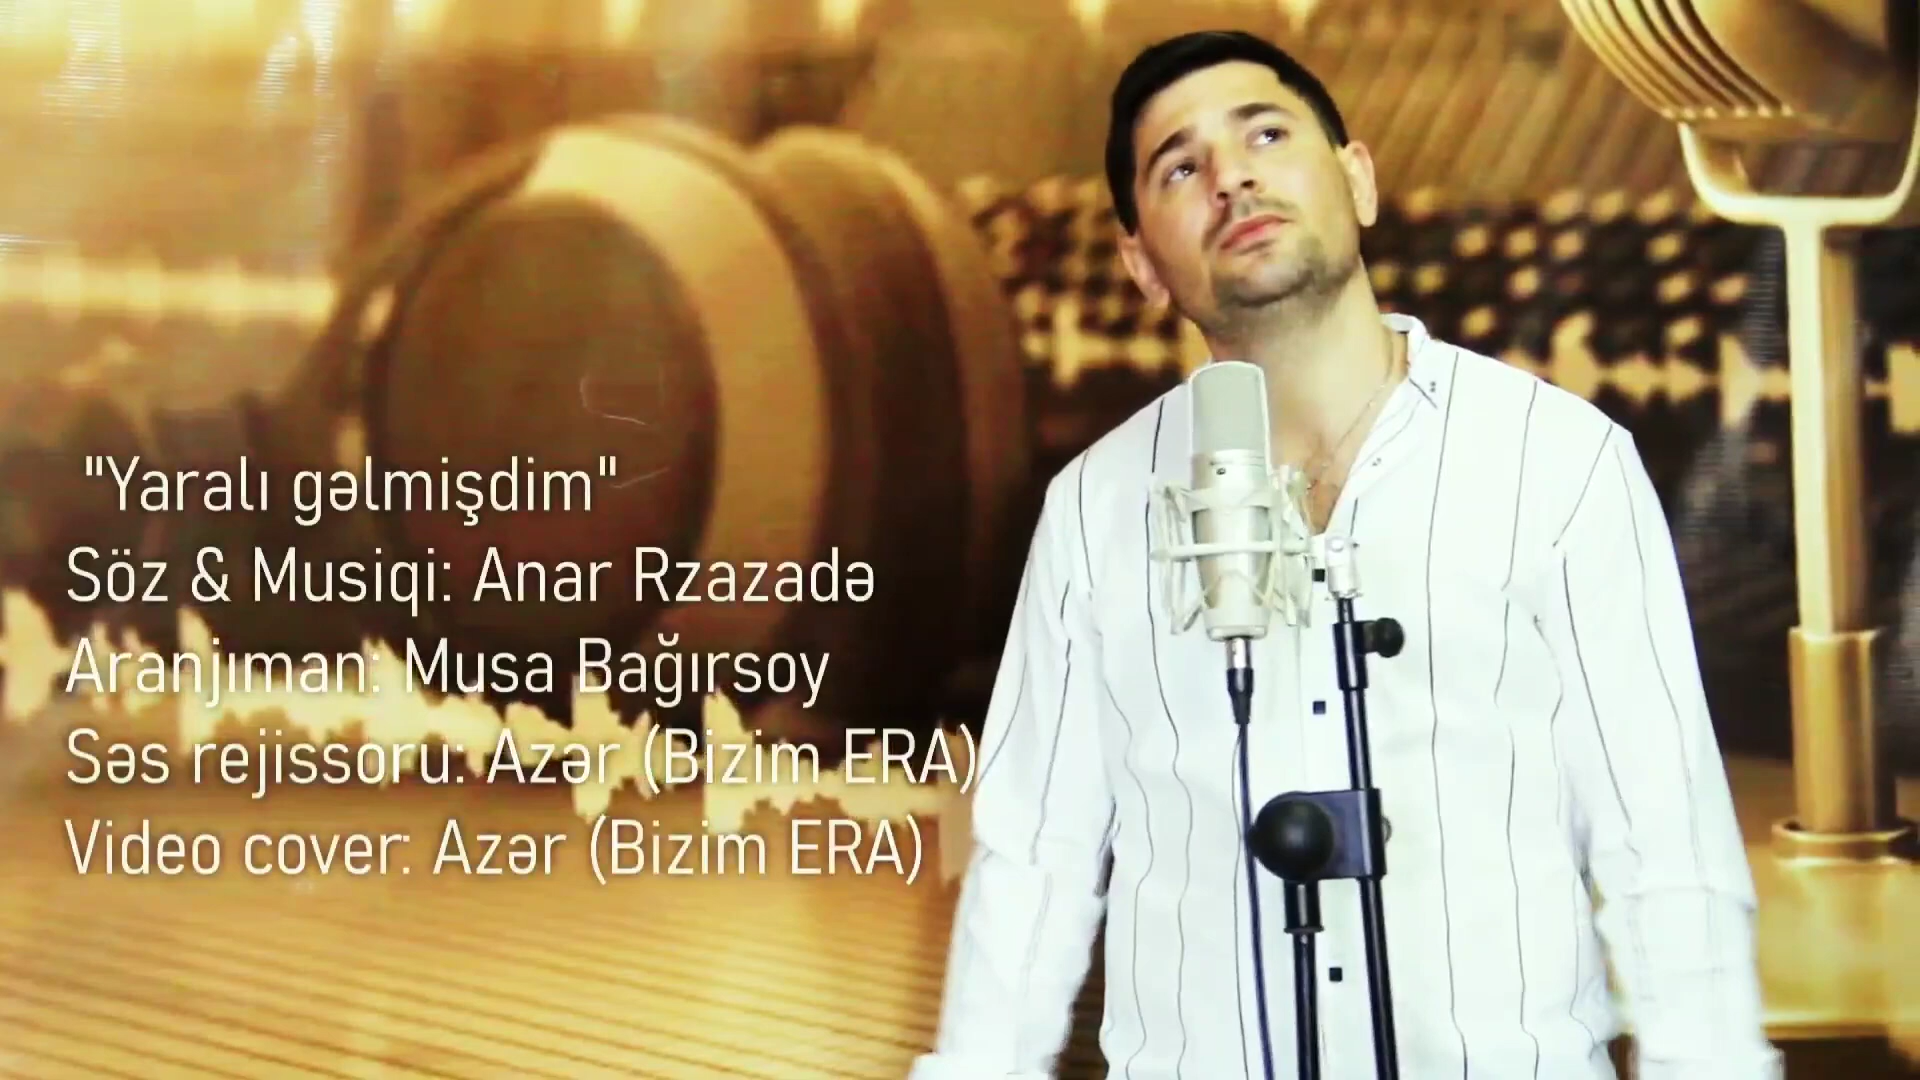 "Yaralı gəlmişdim"
Söz & Musiqi: Anar Rzazadə
Aranjıman: Musa Bağırsoy
Səs rejissoru: Azər (Bizim ERA)
Video cover: Azər (Bizim ERA)